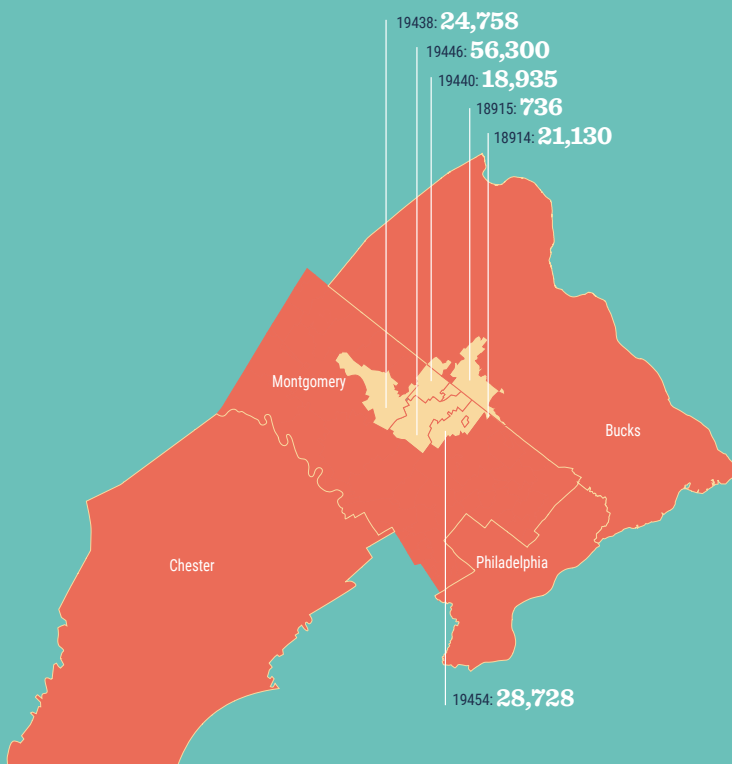 19438: 24,758
19446: 56,300
19440: 18,935
18915: 736
18914: 21,130
Montgomery
Bucks
Chester
Philadelphia
19454: 28,728